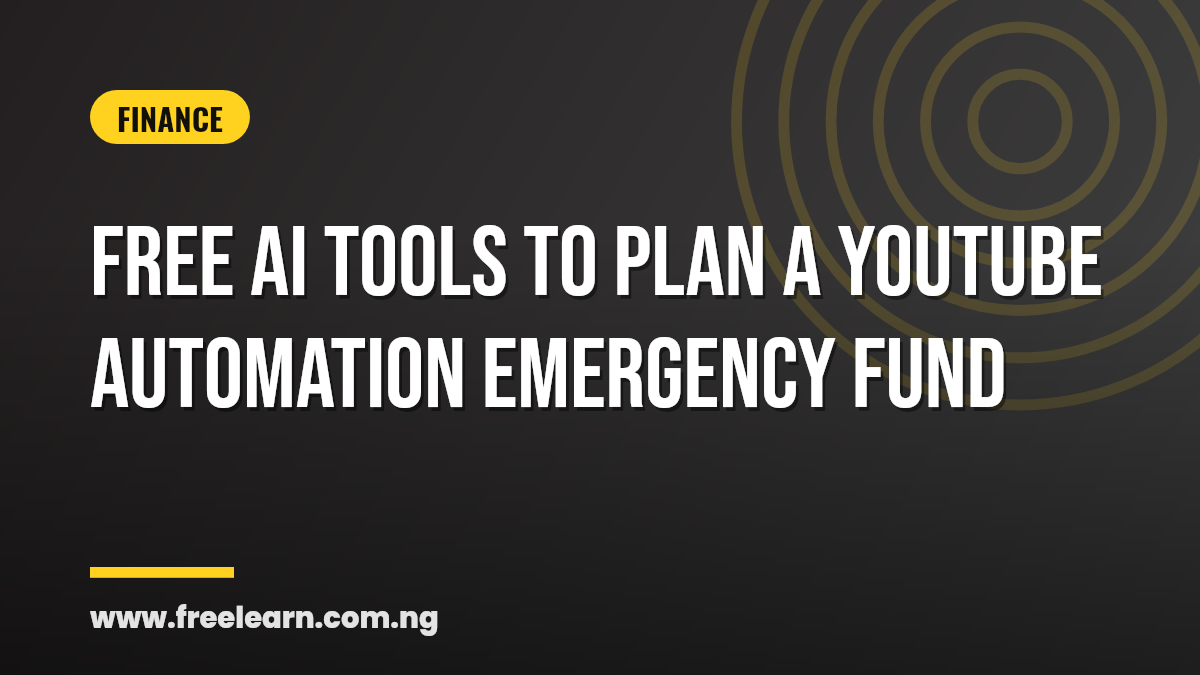 FINANCE
FREE AI TOOLS TO PLAN A YOUTUBE
AUTOMATION EMERGENCY FUND
www.freelearn.com.ng